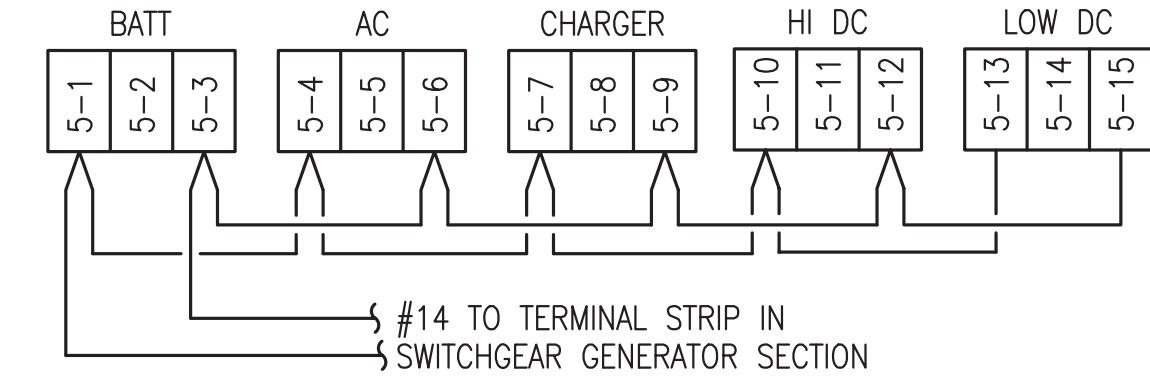 BATT AC CHARGER HI DC LOW DC
5-1 5-2 5-3 5-4 5-5 5-6 5-7 5-8 5-9 5-10 5-11 5-12 5-13 5-14 5-15
#14 TO TERMINAL STRIP IN
SWITCHGEAR GENERATOR SECTION